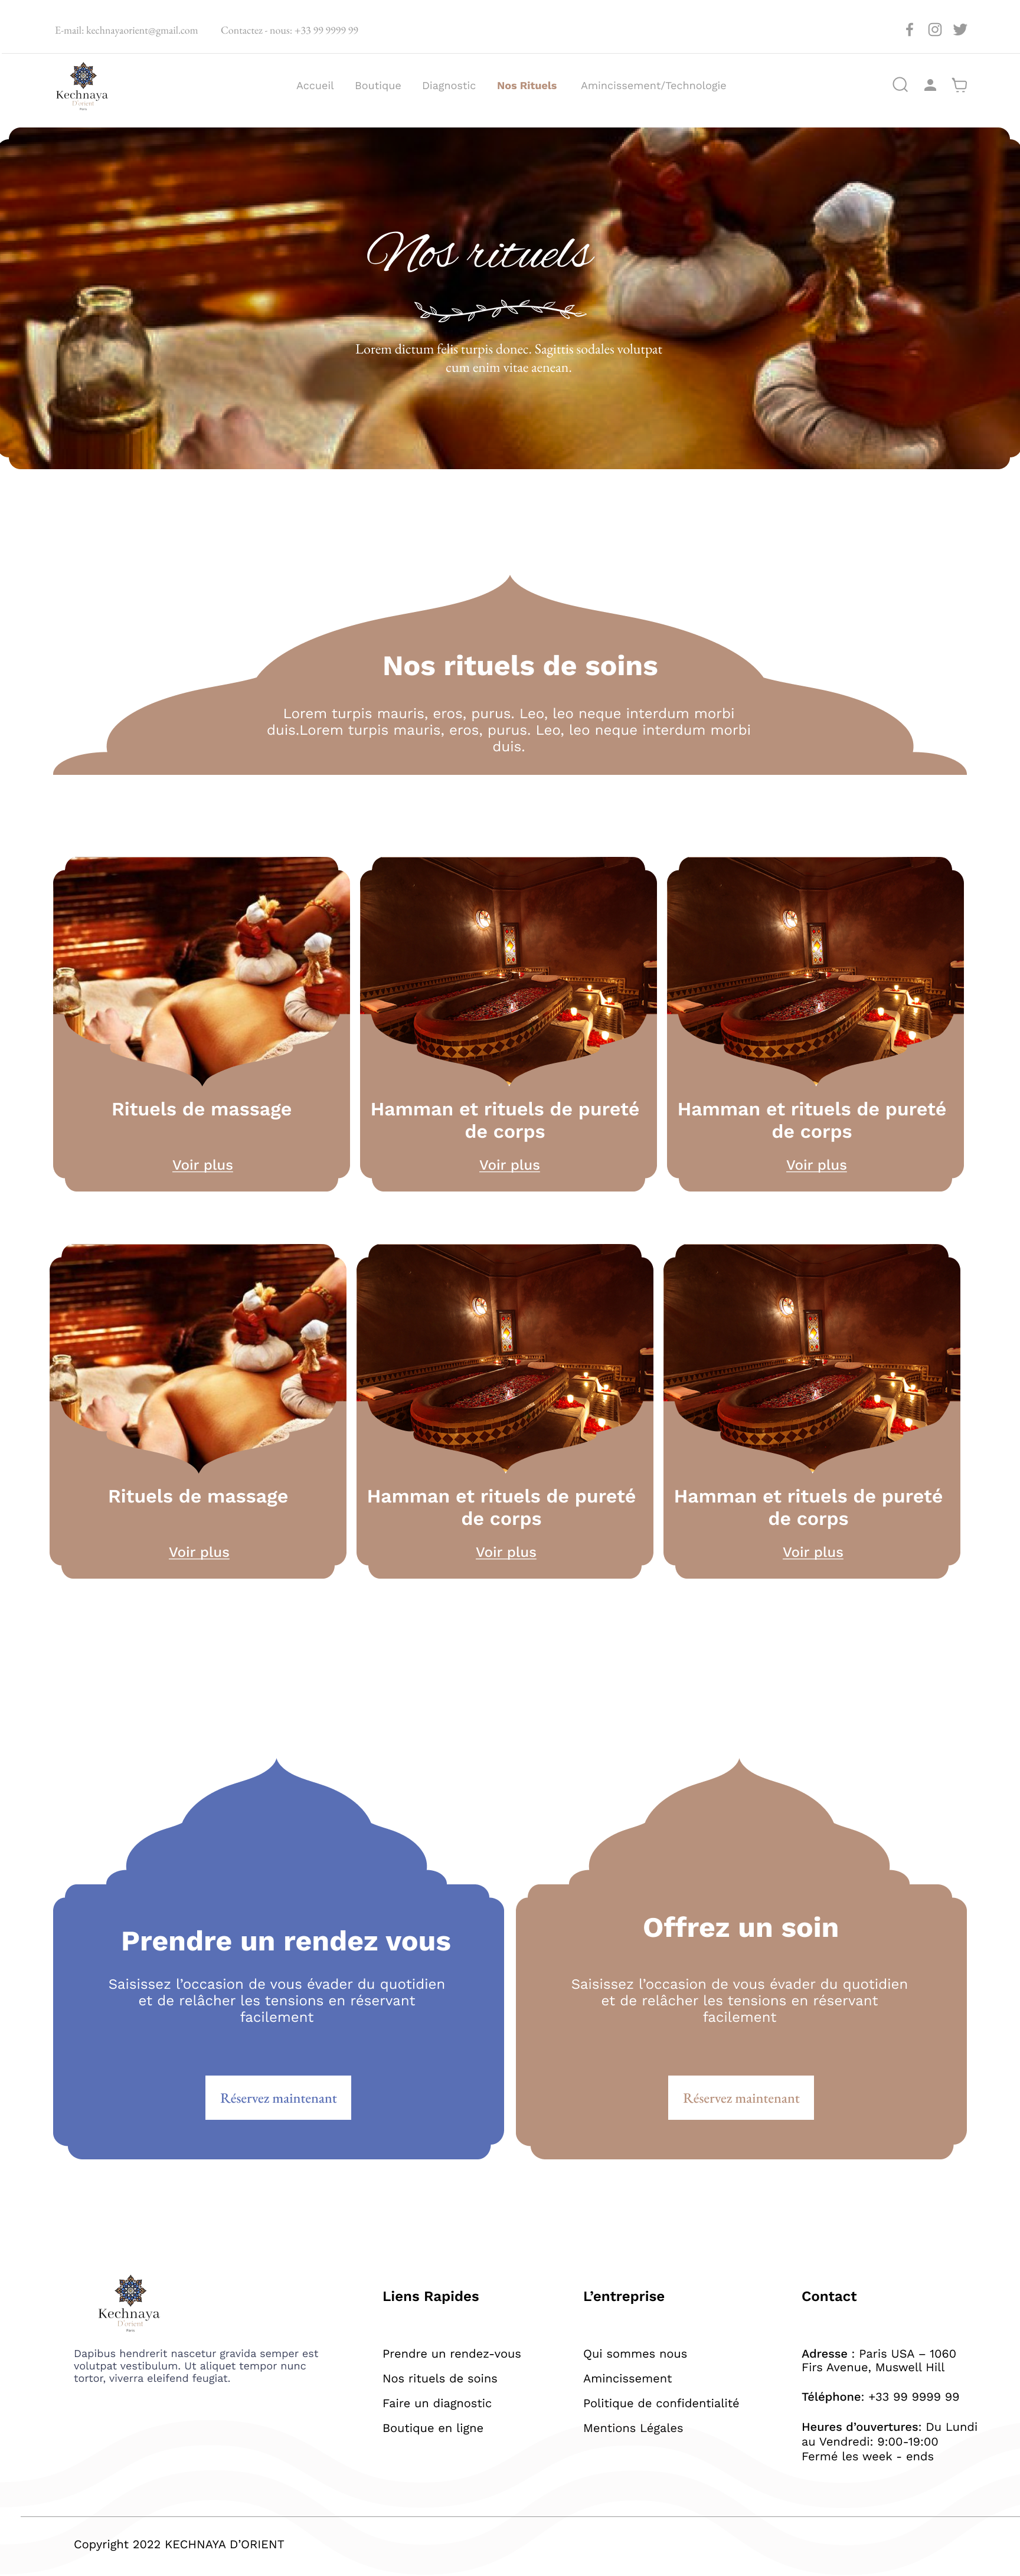 E-mail: kechnayaorient@gmail.com Contactez - nous: +33 99 9999 99
Kechnaya
D'orient
Paris
Accueil Boutique Diagnostic Nos Rituels Amincissement/Technologie
Nos rituels
Lorem dictum felis turpis donec. Sagittis sodales volutpat
cum enim vitae aenean.
Nos rituels de soins
Lorem turpis mauris, eros, purus. Leo, leo neque interdum morbi
duis.Lorem turpis mauris, eros, purus. Leo, leo neque interdum morbi
duis.
Rituels de massage
Voir plus
Hamman et rituels de pureté
de corps
Voir plus
Hamman et rituels de pureté
de corps
Voir plus
Rituels de massage
Voir plus
Hamman et rituels de pureté
de corps
Voir plus
Hamman et rituels de pureté
de corps
Voir plus
Prendre un rendez vous
Saisissez l’occasion de vous évader du quotidien
et de relâcher les tensions en réservant
facilement
Réservez maintenant
Offrez un soin
Saisissez l’occasion de vous évader du quotidien
et de relâcher les tensions en réservant
facilement
Réservez maintenant
Kechnaya
D'orient
Paris
Dapibus hendrerit nascetur gravida semper est
volutpat vestibulum. Ut aliquet tempor nunc
tortor, viverra eleifend feugiat.
Liens Rapides
Prendre un rendez-vous
Nos rituels de soins
Faire un diagnostic
Boutique en ligne
L’entreprise
Qui sommes nous
Amincissement
Politique de confidentialité
Mentions Légales
Contact
Adresse : Paris USA – 1060
Firs Avenue, Muswell Hill
Téléphone: +33 99 9999 99
Heures d’ouvertures: Du Lundi
au Vendredi: 9:00-19:00
Fermé les week - ends
Copyright 2022 KECHNAYA D’ORIENT